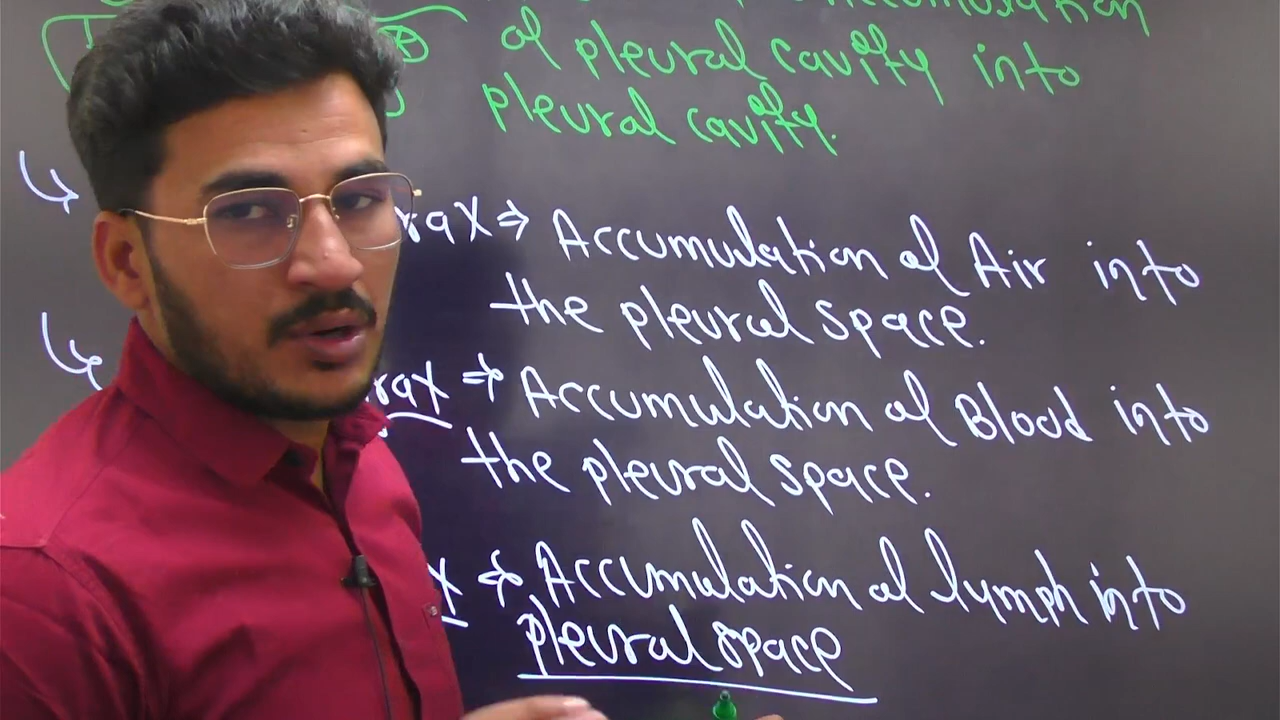 of pleural cavity into
pleural cavity.
rax ⇒ Accumulation of Air into
the pleural space.
rax ⇒ Accumulation of Blood into
the pleural space.
x ⇒ Accumulation of lymph into
pleural space